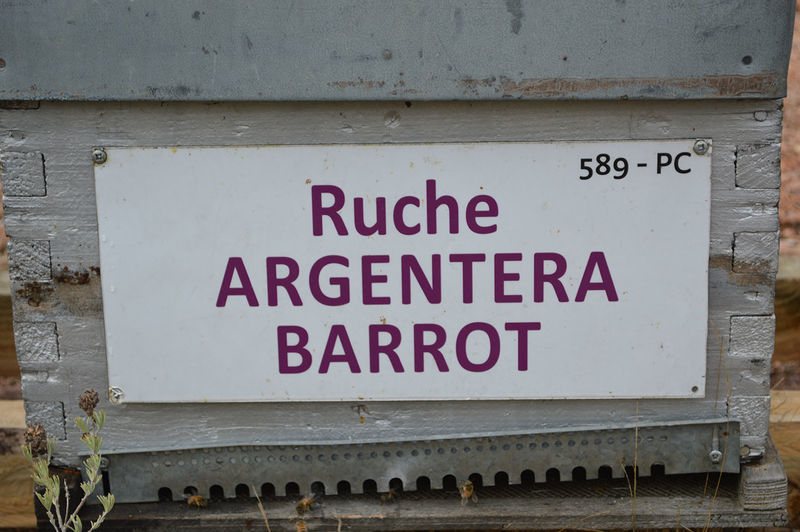 589 - PC
Ruche
ARGENTERA
BARROT